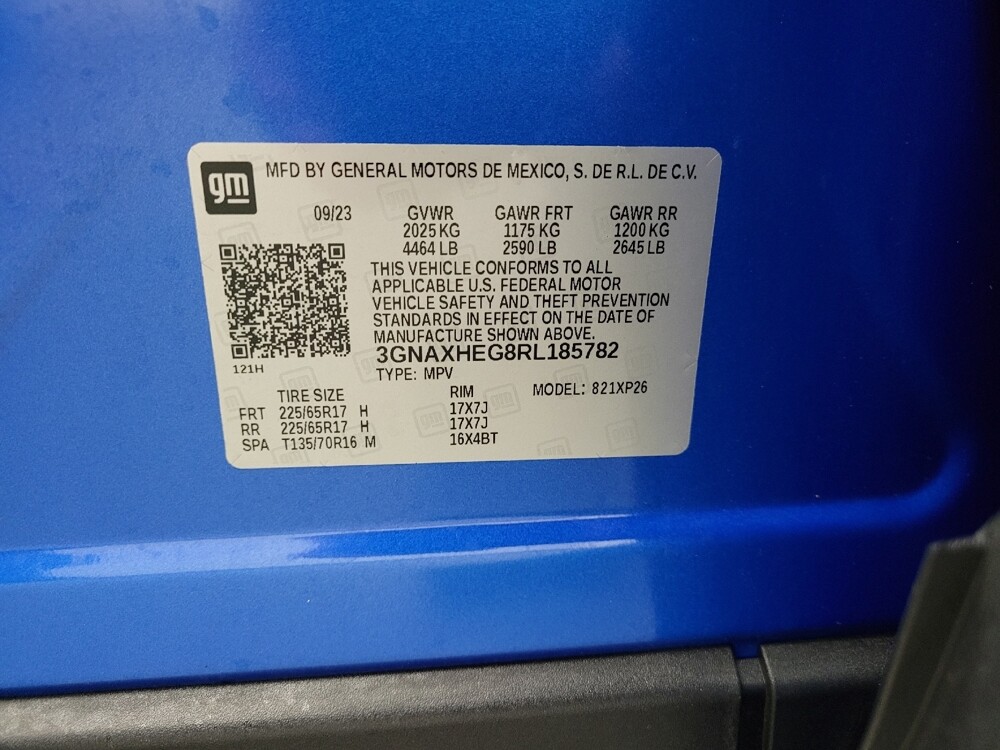 gm MFD BY GENERAL MOTORS DE MEXICO, S. DE R.L. DE C.V.
09/23 GVWR GAWR FRT GAWR RR
2025 KG 1175 KG 1200 KG
4464 LB 2590 LB 2645 LB
THIS VEHICLE CONFORMS TO ALL
APPLICABLE U.S. FEDERAL MOTOR
VEHICLE SAFETY AND THEFT PREVENTION
STANDARDS IN EFFECT ON THE DATE OF
MANUFACTURE SHOWN ABOVE.
3GNAXHEG8RL185782
121H
TYPE: MPV
TIRE SIZE RIM MODEL: 821XP26
FRT 225/65R17 H 17X7J
RR 225/65R17 H 17X7J
SPA T135/70R16 M 16X4BT